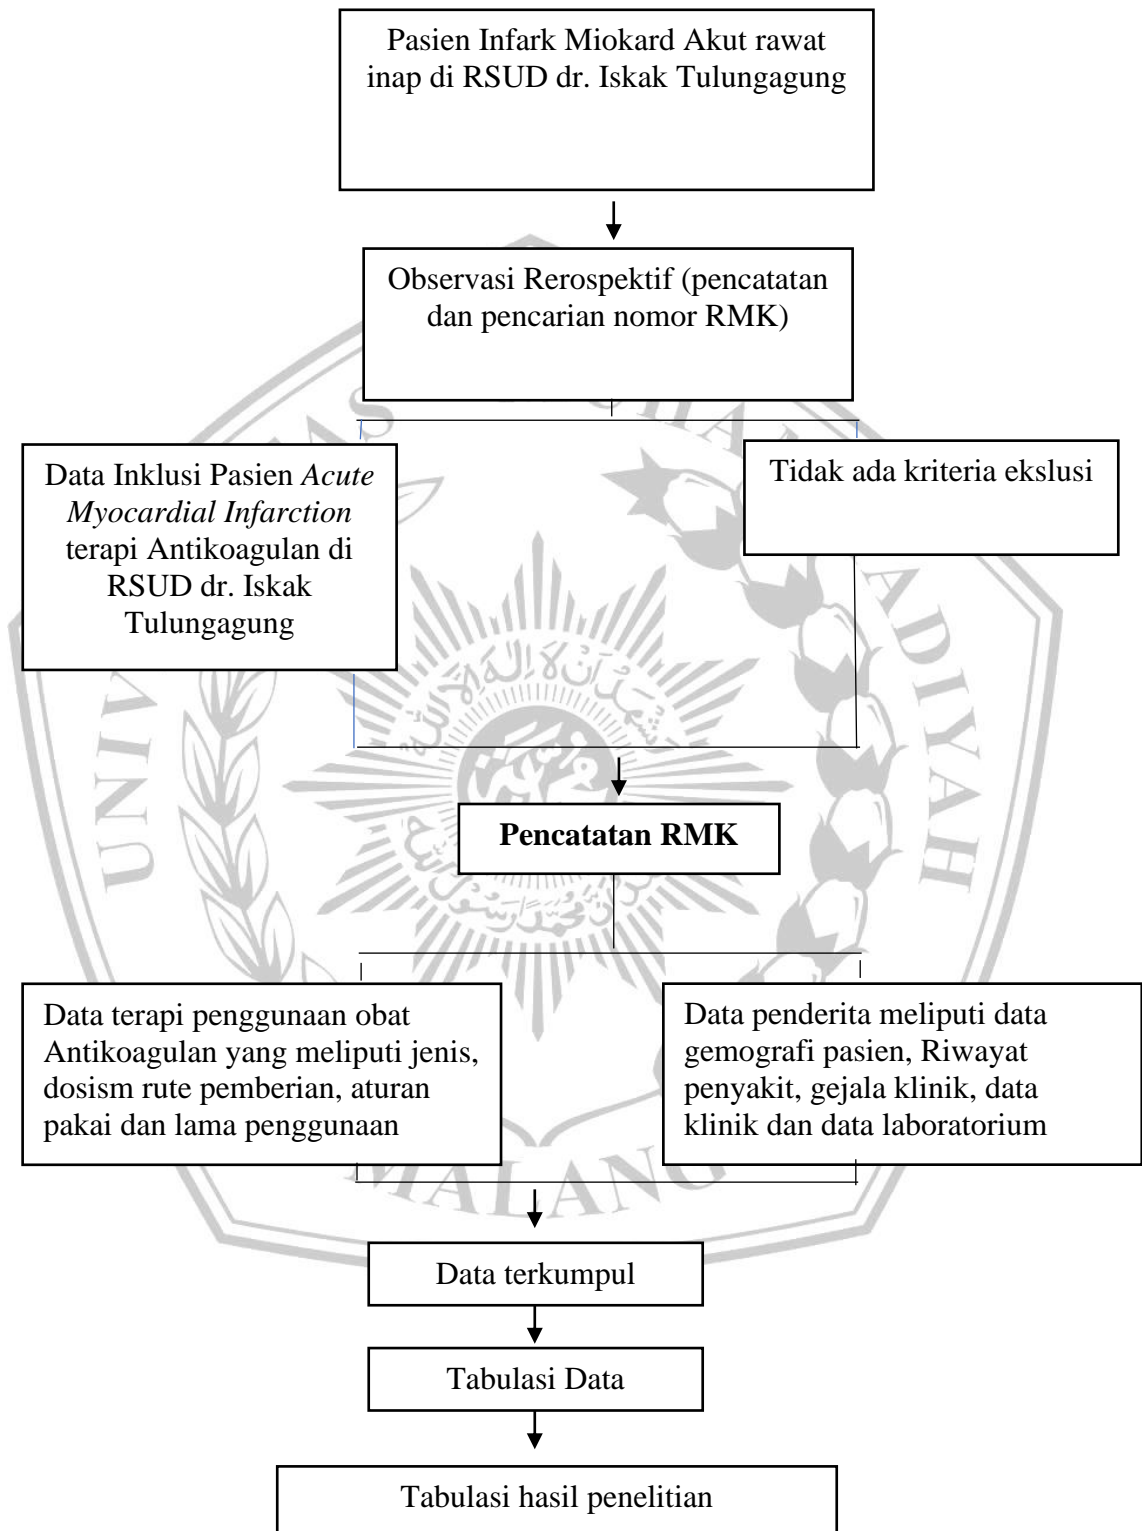 Pasien Infark Miokard Akut rawat
inap di RSUD dr. Iskak Tulungagung
Observasi Rerospektif (pencatatan
dan pencarian nomor RMK)
Data Inklusi Pasien Acute
Myocardial Infarction
terapi Antikoagulan di
RSUD dr. Iskak
Tulungagung
Tidak ada kriteria ekslusi
Pencatatan RMK
Data terapi penggunaan obat
Antikoagulan yang meliputi jenis,
dosism rute pemberian, aturan
pakai dan lama penggunaan
Data penderita meliputi data
gemografi pasien, Riwayat
penyakit, gejala klinik, data
klinik dan data laboratorium
MALANG
Data terkumpul
Tabulasi Data
Tabulasi hasil penelitian